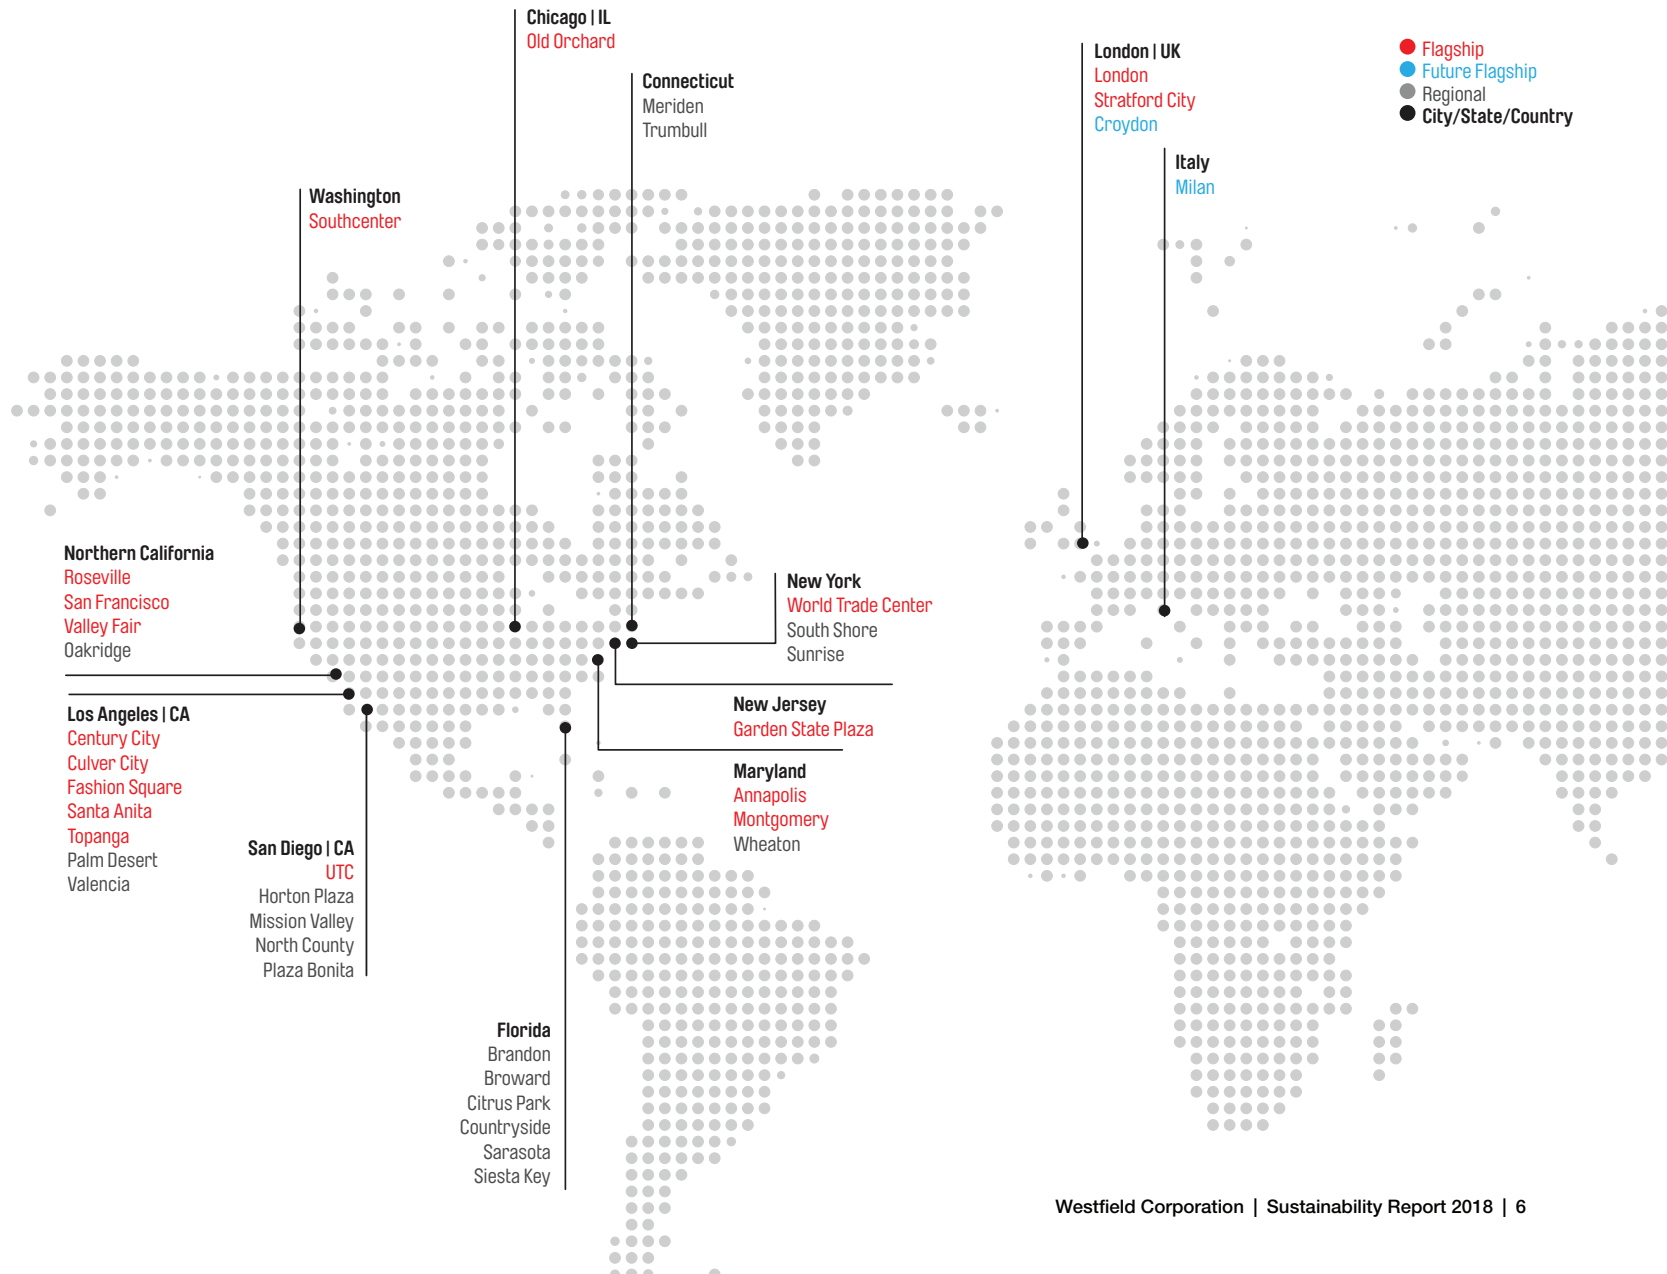 Chicago | IL
Old Orchard
Connecticut
Meriden
Trumbull
London | UK
London
Stratford City
Croydon
Flagship
Future Flagship
Regional
City/State/Country
Italy
Milan
Washington
Southcenter
Northern California
Roseville
San Francisco
Valley Fair
Oakridge
New York
World Trade Center
South Shore
Sunrise
New Jersey
Garden State Plaza
Maryland
Annapolis
Montgomery
Wheaton
Los Angeles | CA
Century City
Culver City
Fashion Square
Santa Anita
Topanga
Palm Desert
Valencia
San Diego | CA
UTC
Horton Plaza
Mission Valley
North County
Plaza Bonita
Florida
Brandon
Broward
Citrus Park
Countryside
Sarasota
Siesta Key
Westfield Corporation | Sustainability Report 2018 | 6